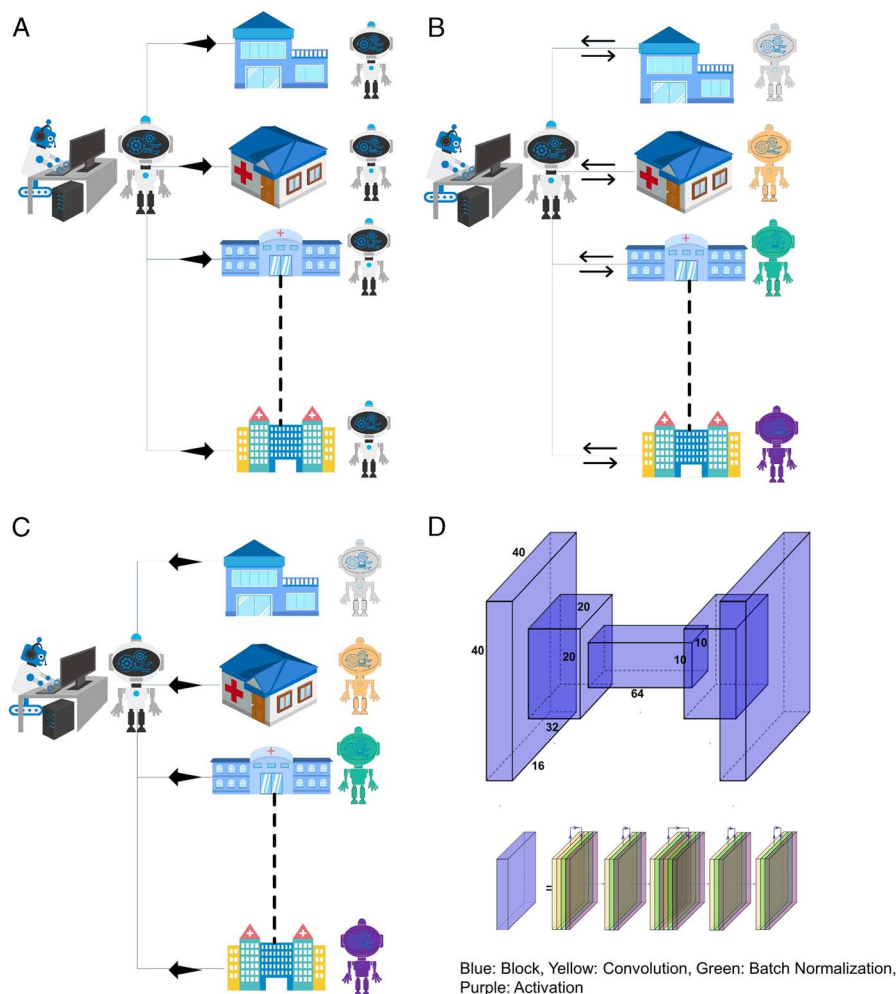 A
B
C
D
40
40
20
20
10
10
64
32
16
=
Blue: Block, Yellow: Convolution, Green: Batch Normalization,
Purple: Activation